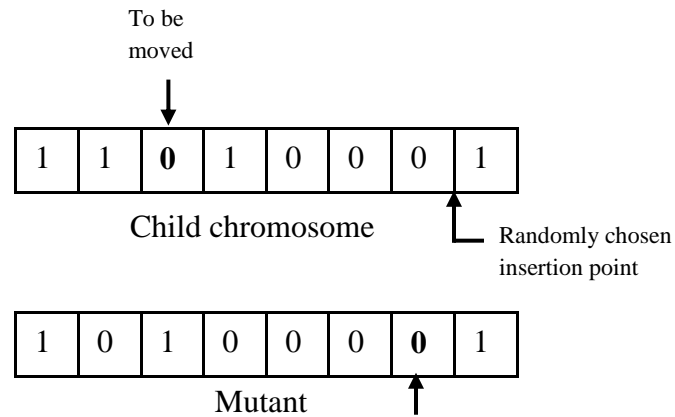 To be
moved
1 1 0 1 0 0 0 1
Child chromosome
Randomly chosen
insertion point
1 0 1 0 0 0 0 1
Mutant